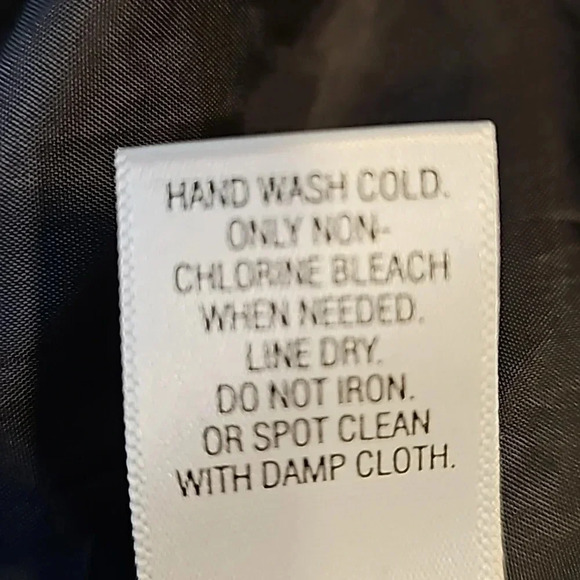 HAND WASH COLD.
ONLY NON-
CHLORINE BLEACH
WHEN NEEDED.
LINE DRY.
DO NOT IRON.
OR SPOT CLEAN
WITH DAMP CLOTH.